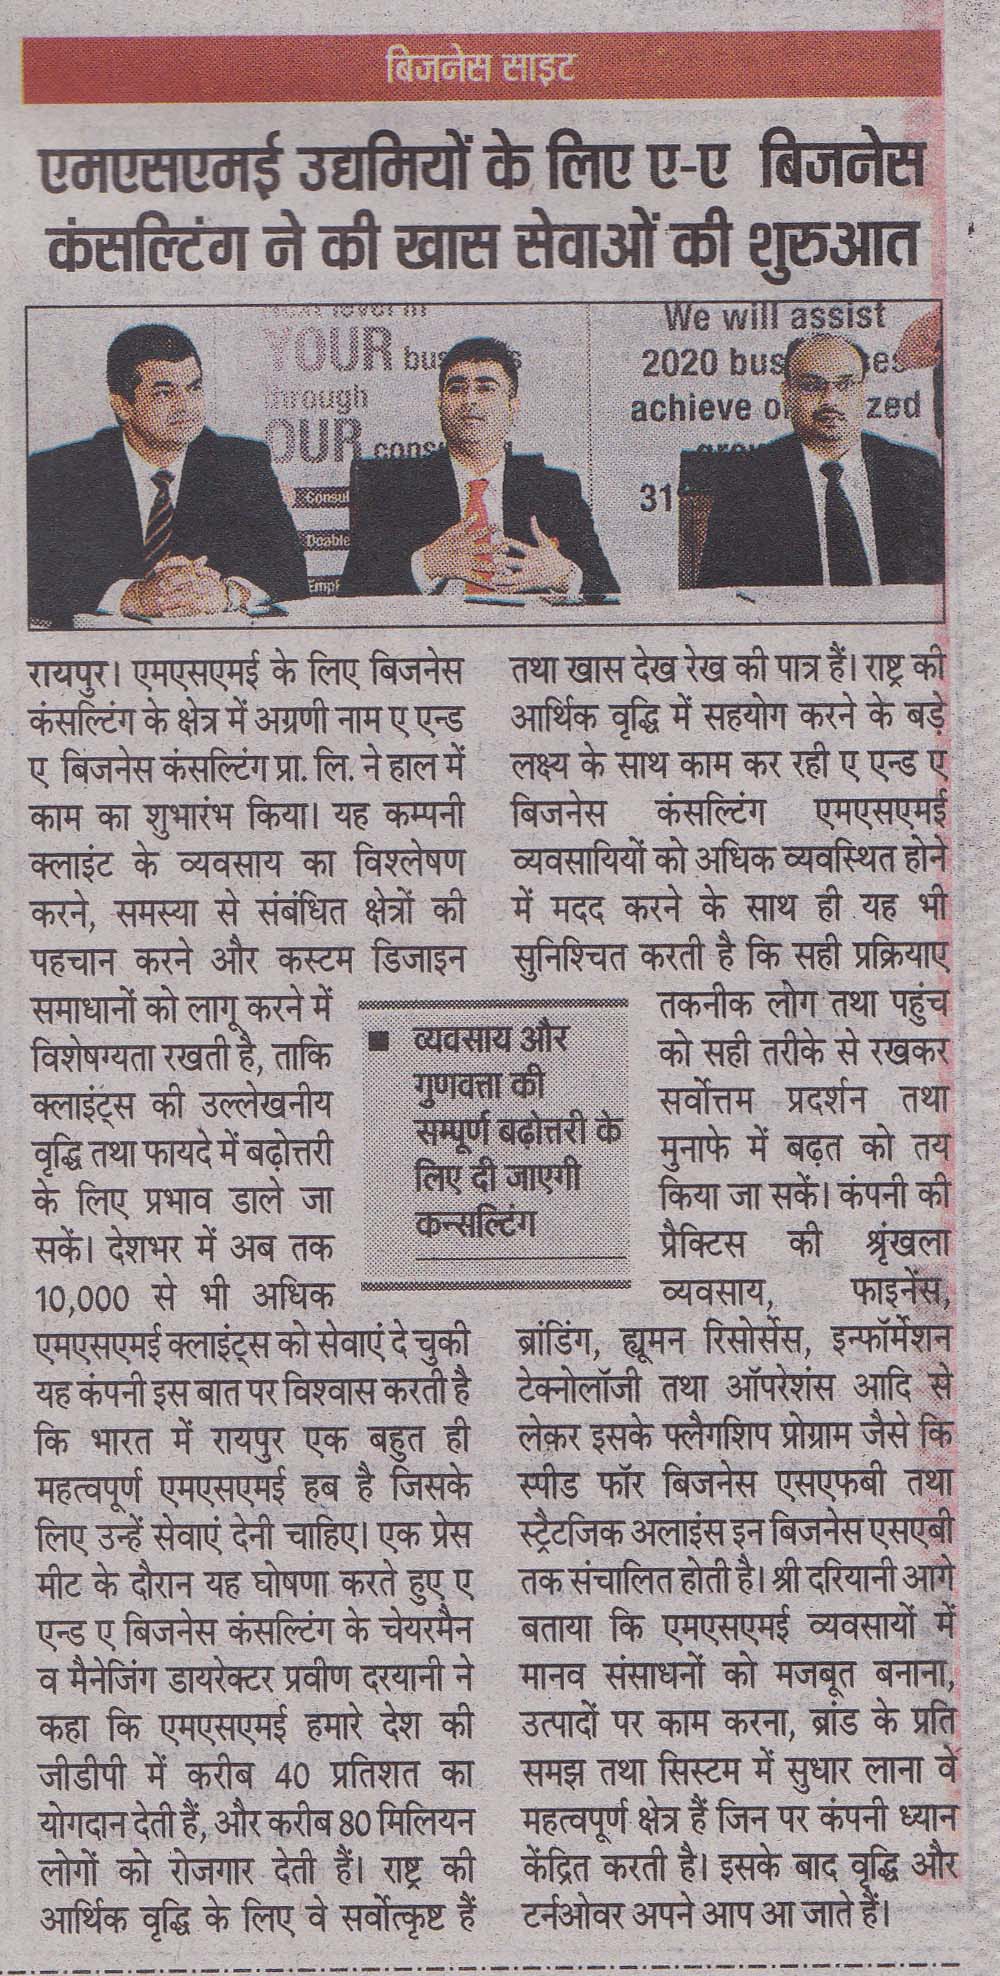 बिजनेस साइट
एमएसएमई उद्यमियों के लिए ए-ए बिजनेस
कंसल्टिंग ने की खास सेवाओं की शुरुआत
YOUR
through
OUR
Consul
Doable
We will assist
2020
achieve
31
रायपुर। एमएसएमई के लिए बिजनेस
कंसल्टिंग के क्षेत्र में अग्रणी नाम ए एन्ड
ए बिजनेस कंसल्टिंग प्रा. लि. ने हाल में
काम का शुभारंभ किया। यह कम्पनी
क्लाइंट के व्यवसाय का विश्लेषण
करने, समस्या से संबंधित क्षेत्रों की
पहचान करने और कस्टम डिजाइन
समाधानों को लागू करने में
विशेषग्यता रखती है, ताकि
क्लाइंट्स की उल्लेखनीय
वृद्धि तथा फायदे में बढ़ोत्तरी
के लिए प्रभाव डाले जा
सकें। देशभर में अब तक
10,000 से भी अधिक
एमएसएमई क्लाइंट्स को सेवाएं दे चुकी
यह कंपनी इस बात पर विश्वास करती है
कि भारत में रायपुर एक बहुत ही
महत्वपूर्ण एमएसएमई हब है जिसके
लिए उन्हें सेवाएं देनी चाहिए। एक प्रेस
मीट के दौरान यह घोषणा करते हुए ए
एन्ड ए बिजनेस कंसल्टिंग के चेयरमैन
व मैनेजिंग डायरेक्टर प्रवीण दरयानी ने
कहा कि एमएसएमई हमारे देश की
जीडीपी में करीब 40 प्रतिशत का
योगदान देती हैं, और करीब 80 मिलियन
लोगों को रोजगार देती हैं। राष्ट्र की
आर्थिक वृद्धि के लिए वे सर्वोत्कृष्ट हैं
व्यवसाय और
गुणवत्ता की
सम्पूर्ण बढ़ोत्तरी के
लिए दी जाएगी
कन्सल्टिंग
तथा खास देख रेख की पात्र हैं। राष्ट्र की
आर्थिक वृद्धि में सहयोग करने के बड़े
लक्ष्य के साथ काम कर रही ए एन्ड ए
बिजनेस कंसल्टिंग एमएसएमई
व्यवसायियों को अधिक व्यवस्थित होने
में मदद करने के साथ ही यह भी
सुनिश्चित करती है कि सही प्रक्रियाए
तकनीक लोग तथा पहुंच
को सही तरीके से रखकर
सर्वोत्तम प्रदर्शन तथा
मुनाफे में बढ़त को तय
किया जा सकें। कंपनी की
प्रैक्टिस की श्रृंखला
व्यवसाय, फाइनेंस,
ब्रांडिंग, ह्यूमन रिसोर्सेस, इन्फॉर्मेशन
टेक्नोलॉजी तथा ऑपरेशंस आदि से
लेकर इसके फ्लैगशिप प्रोग्राम जैसे कि
स्पीड फॉर बिजनेस एसएफबी तथा
स्ट्रैटजिक अलाइंस इन बिजनेस एसएबी
तक संचालित होती है। श्री दरियानी आगे
बताया कि एमएसएमई व्यवसायों में
मानव संसाधनों को मजबूत बनाना,
उत्पादों पर काम करना, ब्रांड के प्रति
समझ तथा सिस्टम में सुधार लाना वे
महत्वपूर्ण क्षेत्र हैं जिन पर कंपनी ध्यान
केंद्रित करती है। इसके बाद वृद्धि और
टर्नओवर अपने आप आ जाते हैं।